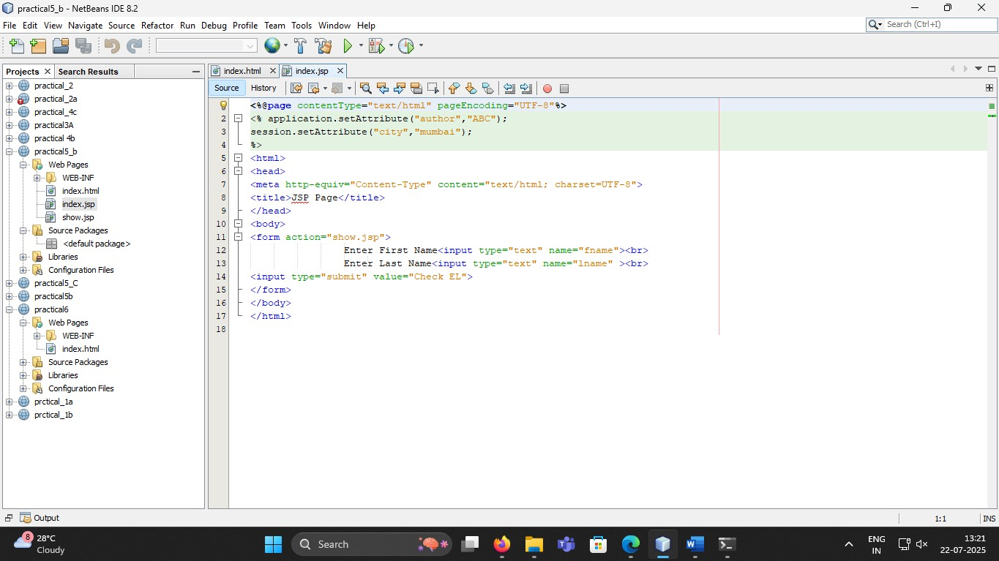 practical5_b - NetBeans IDE 8.2
File Edit View Navigate Source Refactor Run Debug Profile Team Tools Window Help
Search (Ctrl+I)
Projects
Search Results
index.html
index.jsp
Source
History
practical_2
practical_2a
practical_4c
practical3A
practical 4b
practical5_b
Web Pages
WEB-INF
index.html
index.jsp
show.jsp
Source Packages
<default package>
Libraries
Configuration Files
practical5_C
practical5b
practical6
Web Pages
WEB-INF
index.html
Source Packages
Libraries
Configuration Files
prctical_1a
prctical_1b
<%@page contentType="text/html" pageEncoding="UTF-8"%>
2 <% application.setAttribute("author","ABC");
3 session.setAttribute("city","mumbai");
4 %>
5 <html>
6 <head>
7 <meta http-equiv="Content-Type" content="text/html; charset=UTF-8">
8 <title>JSP Page</title>
9 </head>
10 <body>
11 <form action="show.jsp">
12 Enter First Name<input type="text" name="fname"><br>
13 Enter Last Name<input type="text" name="lname" ><br>
14 <input type="submit" value="Check EL">
15 </form>
16 </body>
17 </html>
18
Output
1:1
INS
8
28°C
Cloudy
Search
ENG
IN
13:21
22-07-2025